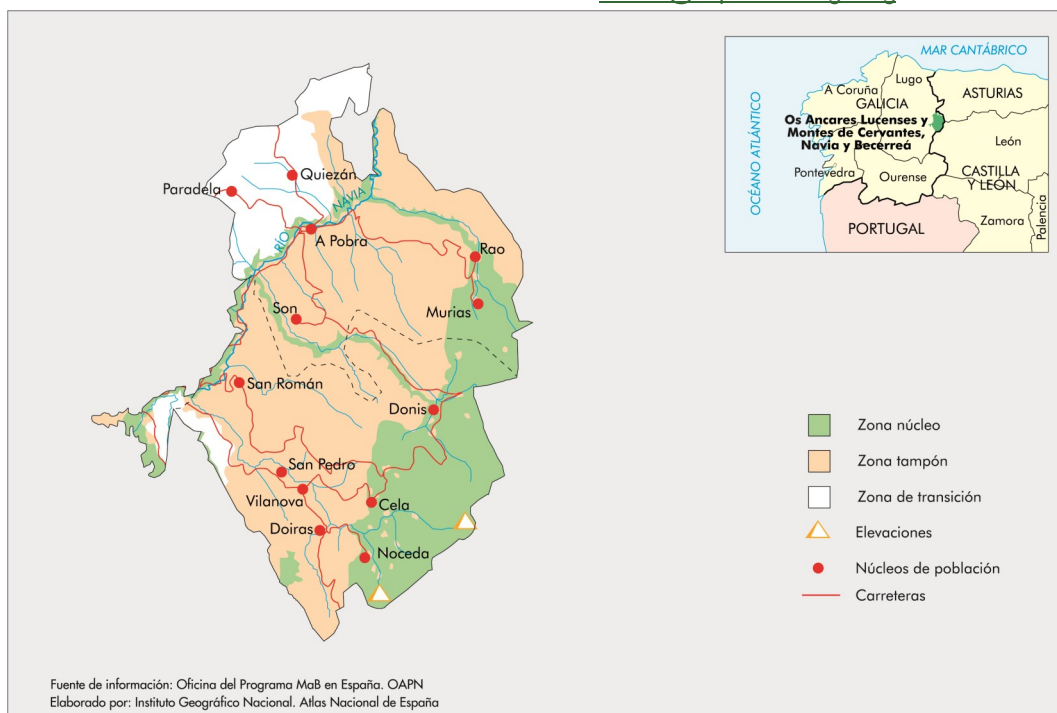 MAR CANTÁBRICO
OCÉANO ATLÁNTICO
Lugo
A Coruña
GALICIA
ASTURIAS
Os Ancares Lucenses y
Montes de Cervantes,
Navia y Becerreá
León
Pontevedra
Ourense
CASTILLA
Y LEÓN
Zamora
Palencia
PORTUGAL
Quiezán
Paradela
RÍO
NAVIA
A Pobra
Rao
Murias
Son
San Román
Donis
San Pedro
Vilanova
Cela
Doiras
Noceda
Zona núcleo
Zona tampón
Zona de transición
Elevaciones
Núcleos de población
Carreteras
Fuente de información: Oficina del Programa MaB en España. OAPN
Elaborado por: Instituto Geográfico Nacional. Atlas Nacional de España